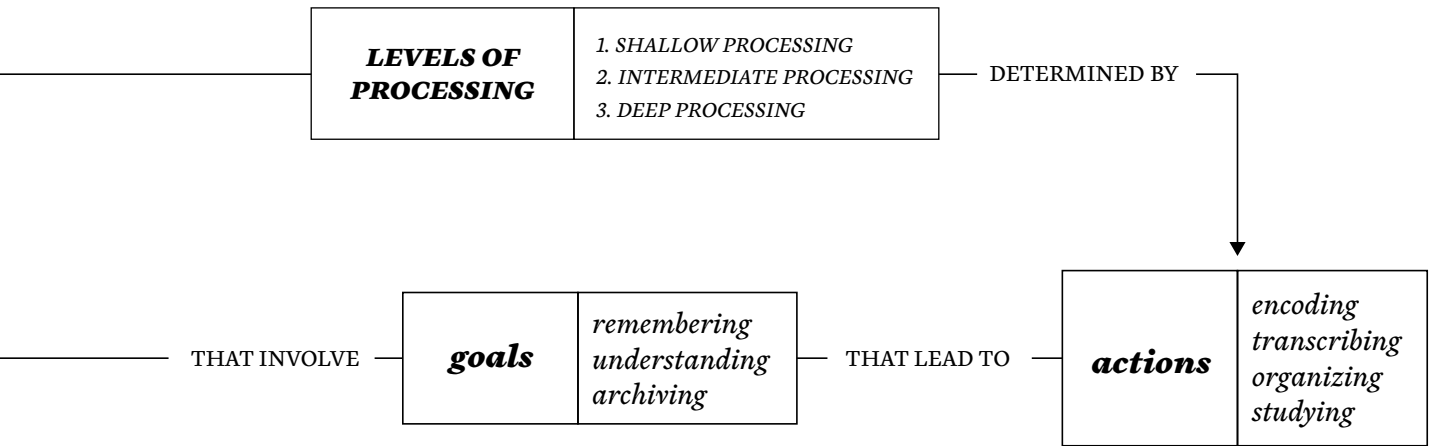 LEVELS OF
PROCESSING
1. SHALLOW PROCESSING
2. INTERMEDIATE PROCESSING
3. DEEP PROCESSING
DETERMINED BY
THAT INVOLVE
goals
remembering
understanding
archiving
THAT LEAD TO
actions
encoding
transcribing
organizing
studying